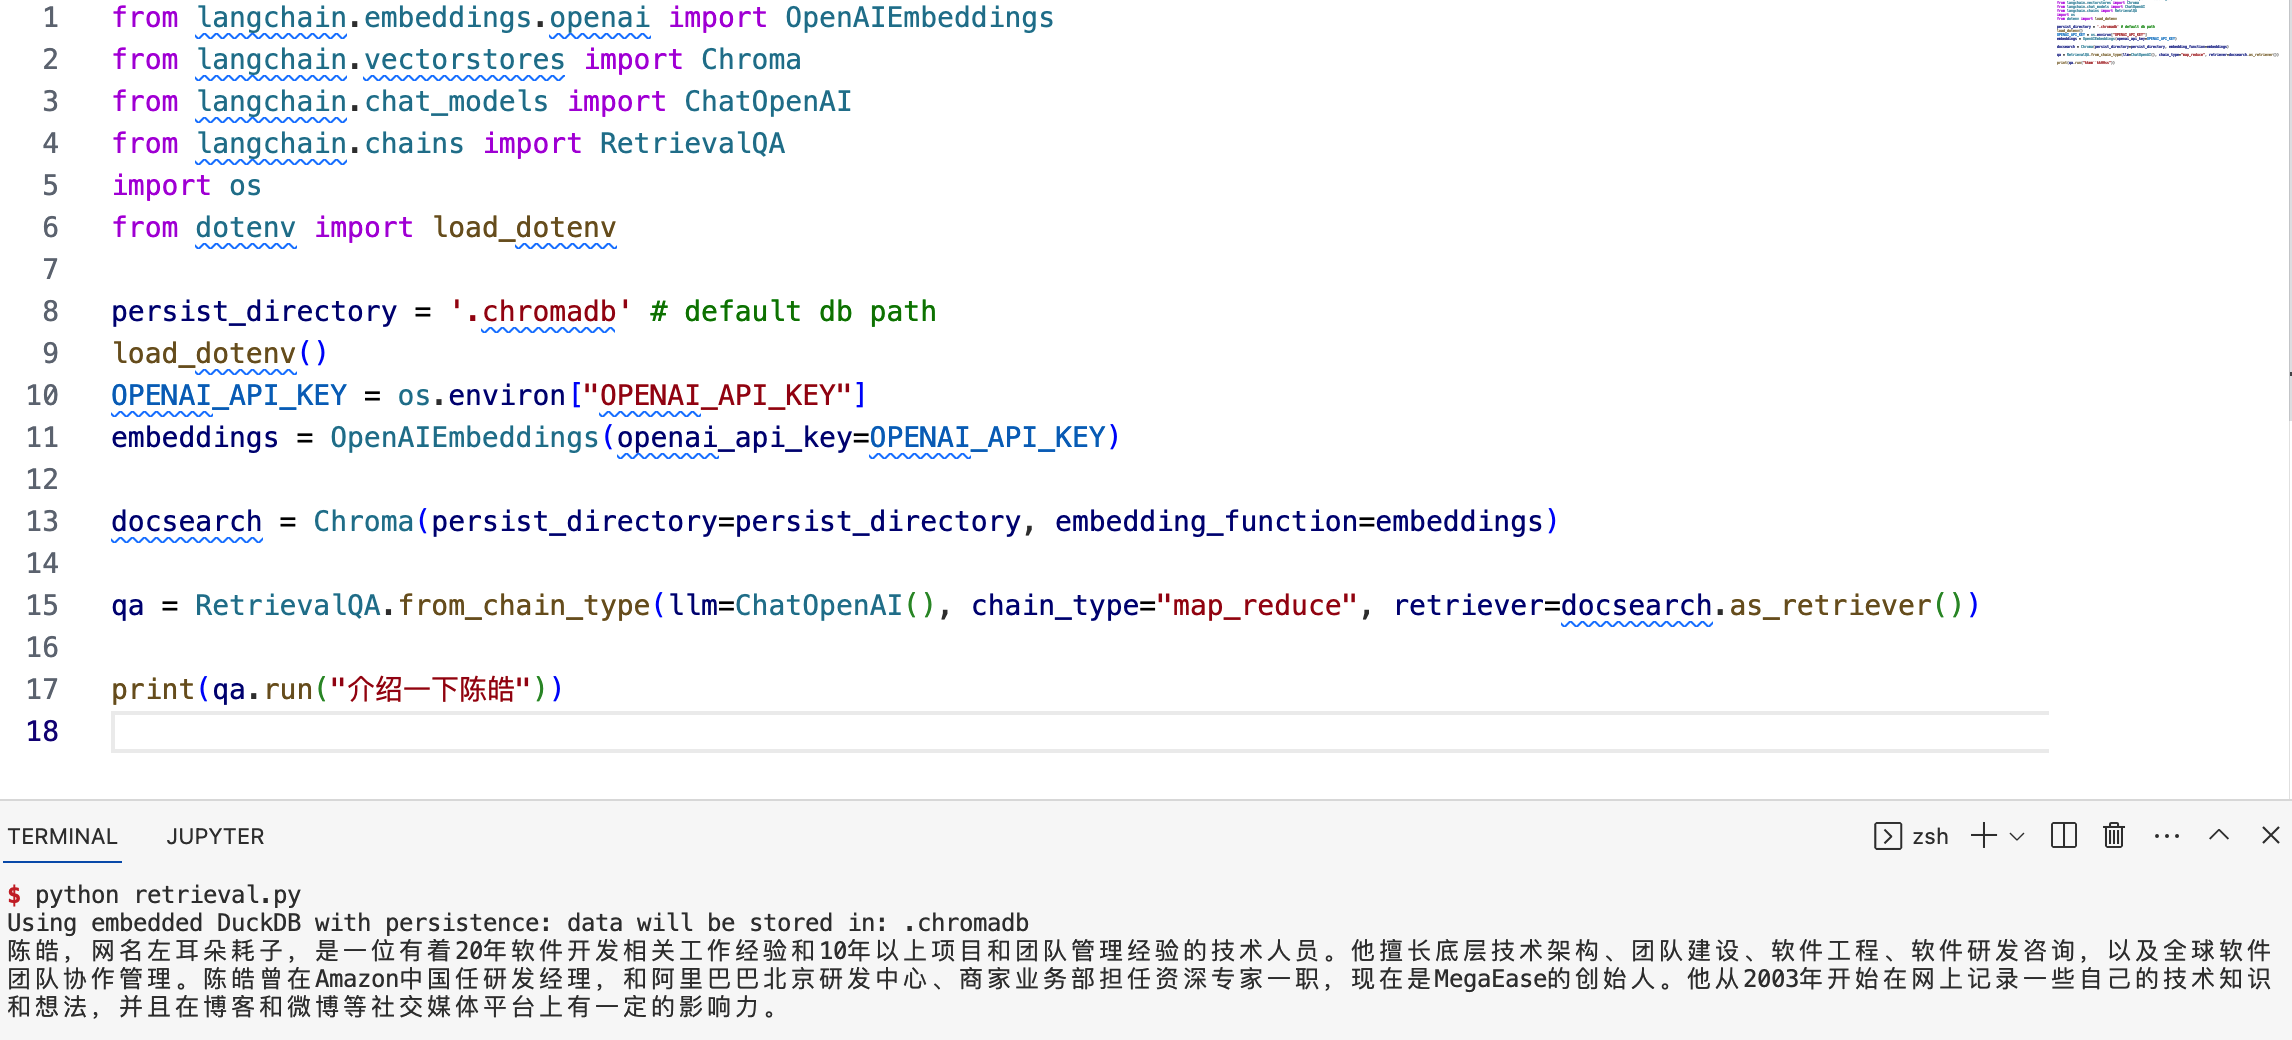 1 from langchain.embeddings.openai import OpenAIEmbeddings
2 from langchain.vectorstores import Chroma
3 from langchain.chat_models import ChatOpenAI
4 from langchain.chains import RetrievalQA
5 import os
6 from dotenv import load_dotenv
7
8 persist_directory = '.chromadb' # default db path
9 load_dotenv()
10 OPENAI_API_KEY = os.environ["OPENAI_API_KEY"]
11 embeddings = OpenAIEmbeddings(openai_api_key=OPENAI_API_KEY)
12
13 docsearch = Chroma(persist_directory=persist_directory, embedding_function=embeddings)
14
15 qa = RetrievalQA.from_chain_type(llm=ChatOpenAI(), chain_type="map_reduce", retriever=docsearch.as_retriever())
16
17 print(qa.run("介绍一下陈皓"))
18
TERMINAL JUPYTER zsh
$ python retrieval.py
Using embedded DuckDB with persistence: data will be stored in: .chromadb
陈皓，网名左耳朵耗子，是一位有着20年软件开发相关工作经验和10年以上项目和团队管理经验的技术人员。他擅长底层技术架构、团队建设、软件工程、软件研发咨询，以及全球软件
团队协作管理。陈皓曾在Amazon中国任研发经理，和阿里巴巴北京研发中心、商家业务部担任资深专家一职，现在是MegaEase的创始人。他从2003年开始在网上记录一些自己的技术知识
和想法，并且在博客和微博等社交媒体平台上有一定的影响力。